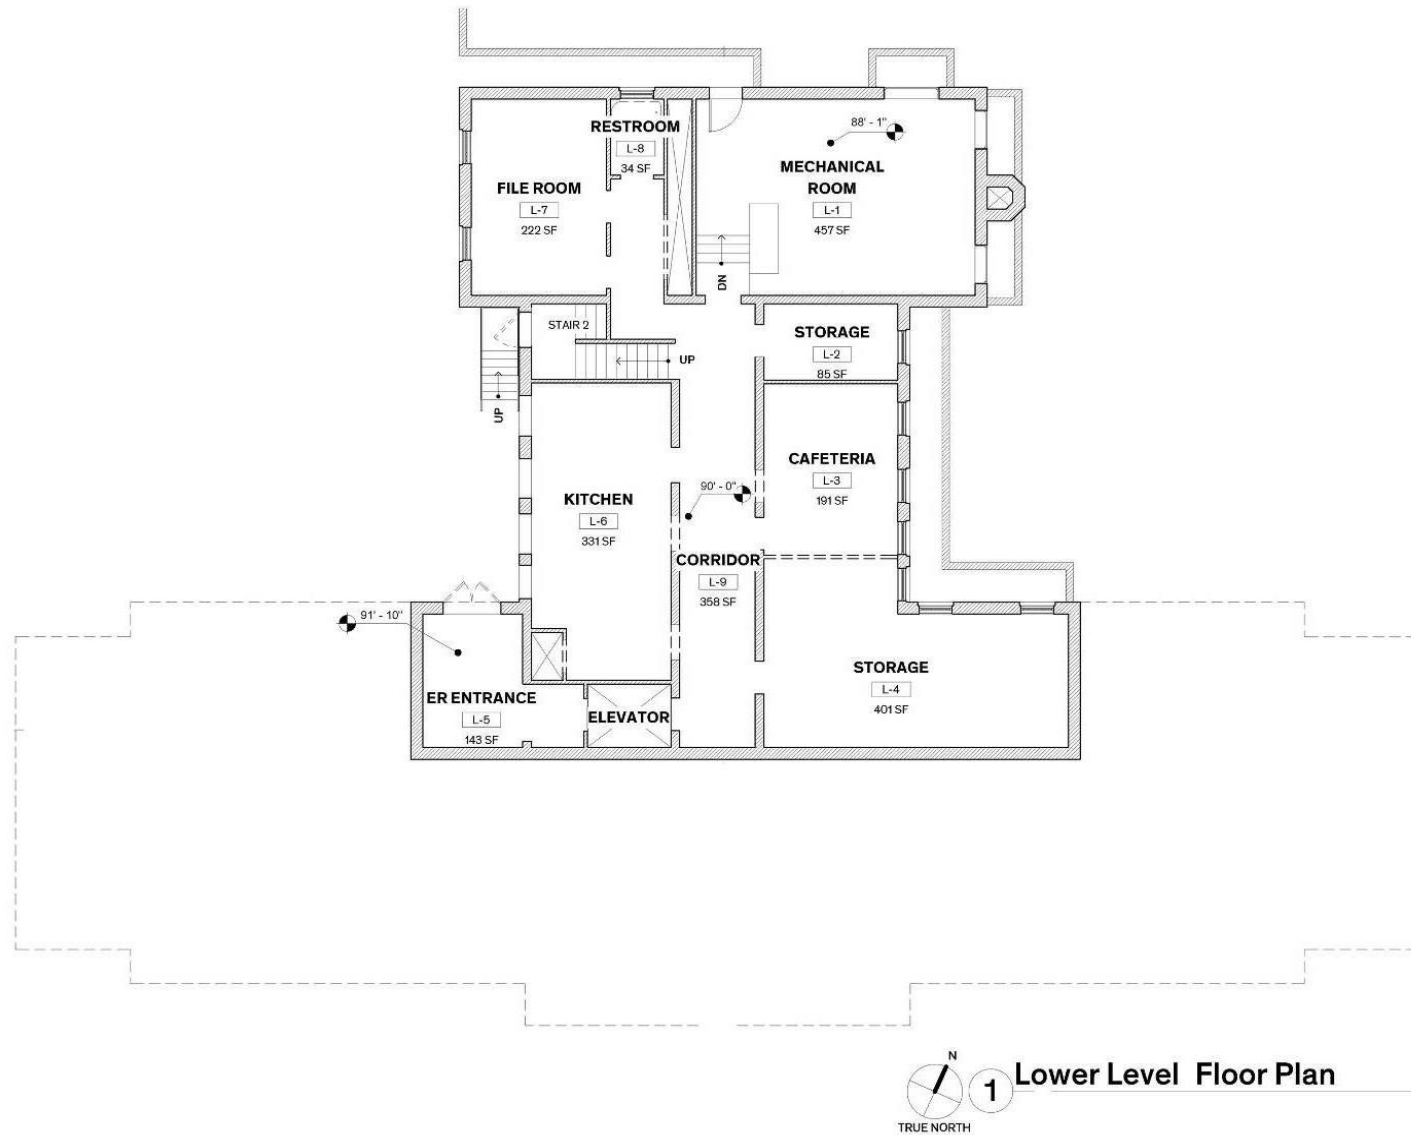 RESTROOM
L-8
34 SF
88' - 1"
MECHANICAL
ROOM
L-1
457 SF
FILE ROOM
L-7
222 SF
DN
STAIR 2
UP
UP
STORAGE
L-2
85 SF
CAFETERIA
L-3
191 SF
KITCHEN
L-6
331 SF
90' - 0"
CORRIDOR
L-9
358 SF
91' - 10"
ER ENTRANCE
L-5
143 SF
ELEVATOR
STORAGE
L-4
401 SF
N
TRUE NORTH
1
Lower Level Floor Plan